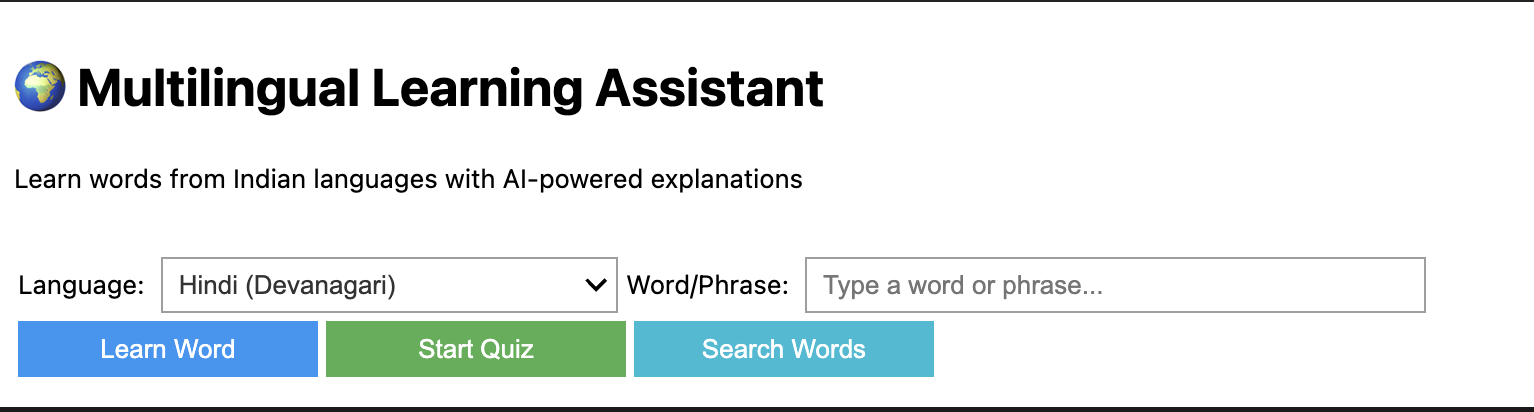 🌍 Multilingual Learning Assistant
Learn words from Indian languages with AI-powered explanations
Language: Hindi (Devanagari) Word/Phrase: Type a word or phrase...
Learn Word Start Quiz Search Words